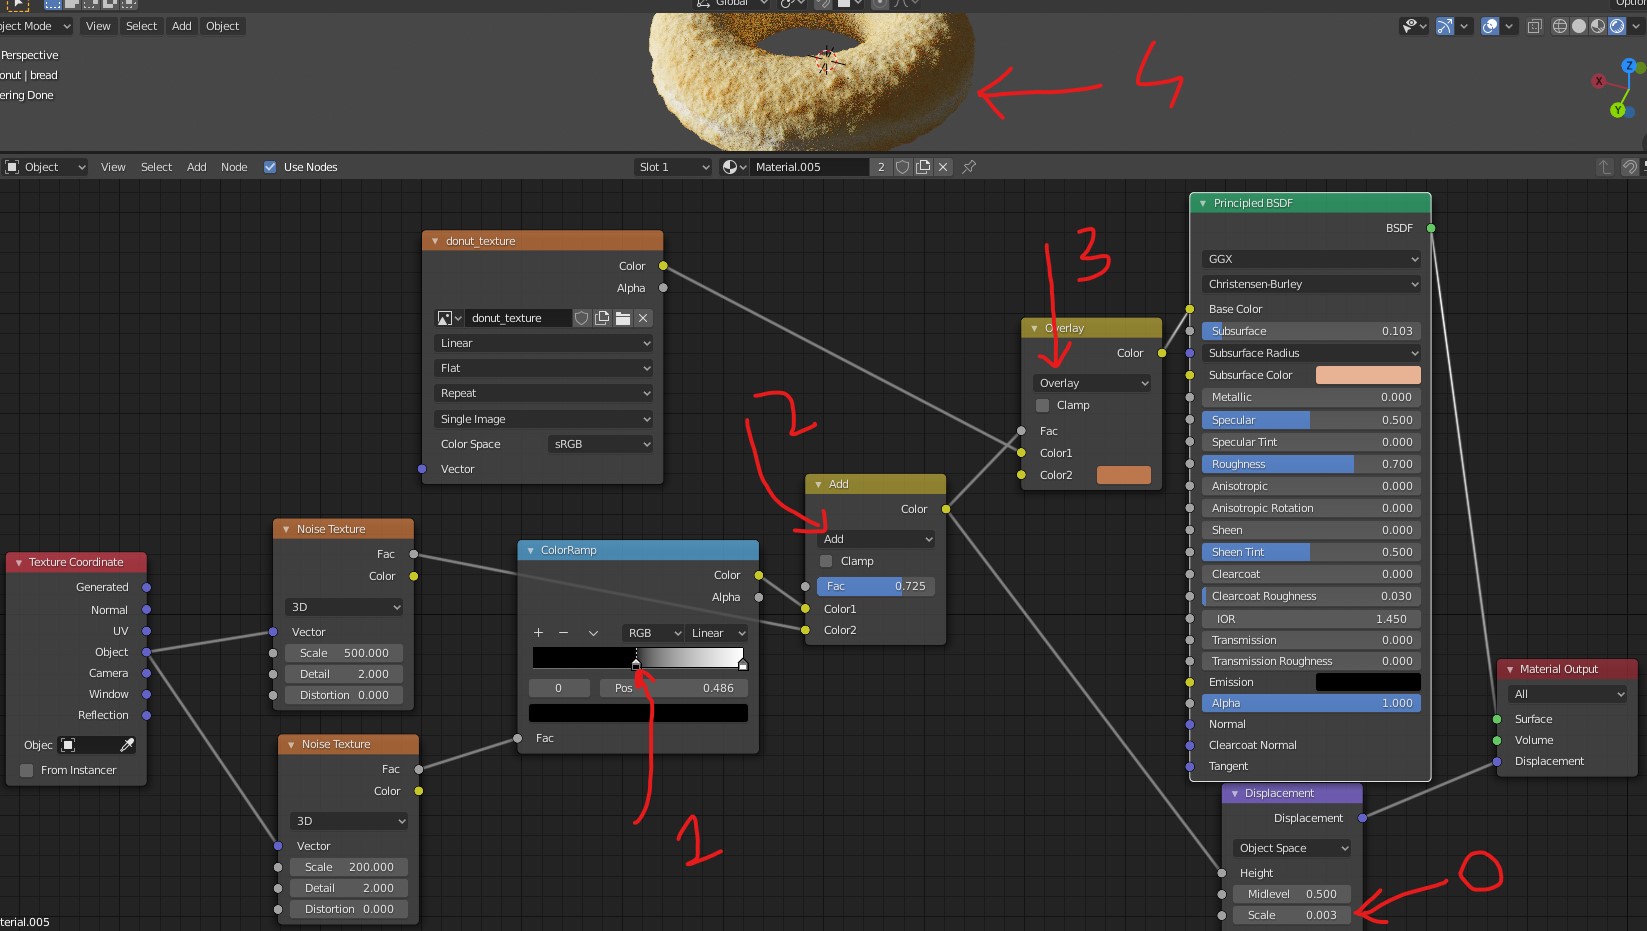 Global
Options
ject Mode View Select Add Object
Perspective
onut | bread
ering Done
4
Z
X
Y
Object View Select Add Node Use Nodes Slot 1 Material.005 2
donut_texture
Color
Alpha
donut_texture
Linear
Flat
Repeat
Single Image
Color Space sRGB
Vector
3
Overlay
Color
Overlay
Clamp
Fac
Color1
Color2
Principled BSDF
BSDF
GGX
Christensen-Burley
Base Color
Subsurface 0.103
Subsurface Radius
Subsurface Color
Metallic 0.000
Specular 0.500
Specular Tint 0.000
Roughness 0.700
Anisotropic 0.000
Anisotropic Rotation 0.000
Sheen 0.000
Sheen Tint 0.500
Clearcoat 0.000
Clearcoat Roughness 0.030
IOR 1.450
Transmission 0.000
Transmission Roughness 0.000
Emission
Alpha 1.000
Normal
Clearcoat Normal
Tangent
2
Add
Color
Add
Clamp
Fac 0.725
Color1
Color2
Texture Coordinate
Generated
Normal
UV
Object
Camera
Window
Reflection
Objec
From Instancer
Noise Texture
Fac
Color
3D
Vector
Scale 500.000
Detail 2.000
Distortion 0.000
Noise Texture
Fac
Color
3D
Vector
Scale 200.000
Detail 2.000
Distortion 0.000
ColorRamp
Color
Alpha
+ − RGB Linear
0 Pos 0.486
Fac
1
Material Output
All
Surface
Volume
Displacement
Displacement
Displacement
Object Space
Height
Midlevel 0.500
Scale 0.003
0
terial.005